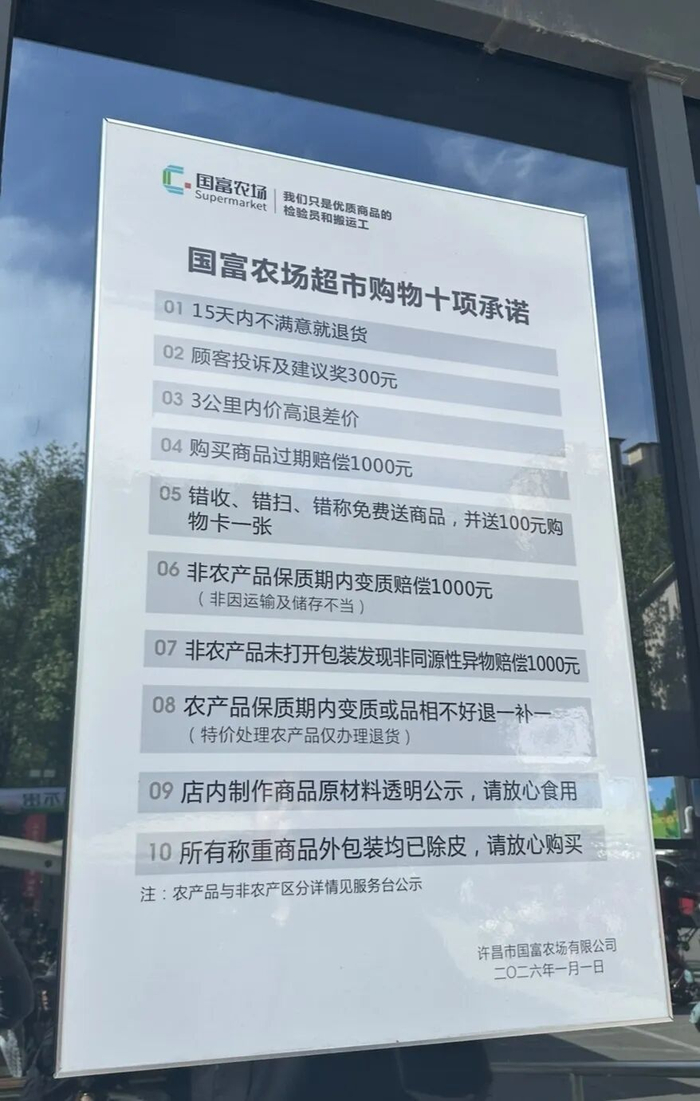 国富农场
Supermarket
我们只是优质商品的
检验员和搬运工
国富农场超市购物十项承诺
01 15天内不满意就退货
02 顾客投诉及建议奖300元
03 3公里内价高退差价
04 购买商品过期赔偿1000元
05 错收、错扫、错称免费送商品，并送100元购
物卡一张
06 非农产品保质期内变质赔偿1000元
（非因运输及储存不当）
07 非农产品未打开包装发现非同源性异物赔偿1000元
08 农产品保质期内变质或品相不好退一补一
（特价处理农产品仅办理退货）
09 店内制作商品原材料透明公示，请放心食用
10 所有称重商品外包装均已除皮，请放心购买
注：农产品与非农产区分详情见服务台公示
许昌市国富农场有限公司
二〇二六年一月一日